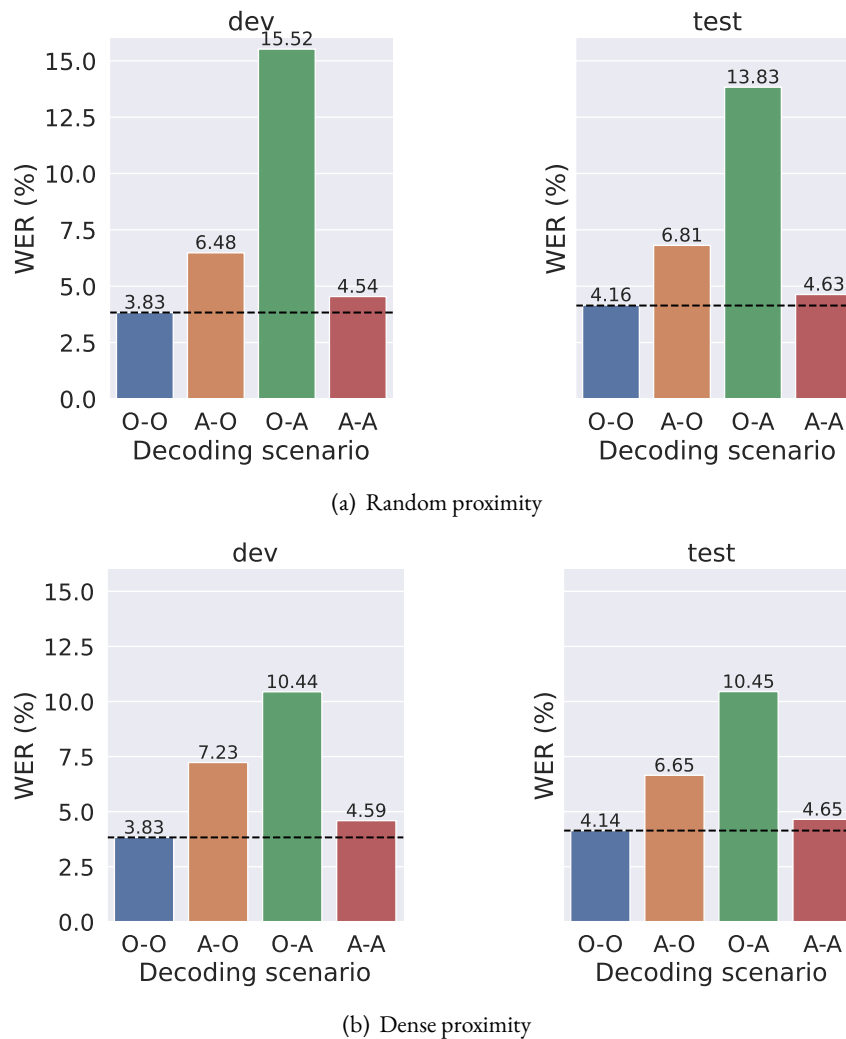 dev
15.52
15.0
12.5
10.0
7.5
5.0
2.5
0.0
WER (%)
3.83
6.48
4.54
O-O A-O O-A A-A
Decoding scenario
test
13.83
WER (%)
4.16
6.81
4.63
O-O A-O O-A A-A
Decoding scenario
(a) Random proximity
dev
15.0
12.5
10.0
7.5
5.0
2.5
0.0
WER (%)
3.83
7.23
10.44
4.59
O-O A-O O-A A-A
Decoding scenario
test
WER (%)
4.14
6.65
10.45
4.65
O-O A-O O-A A-A
Decoding scenario
(b) Dense proximity